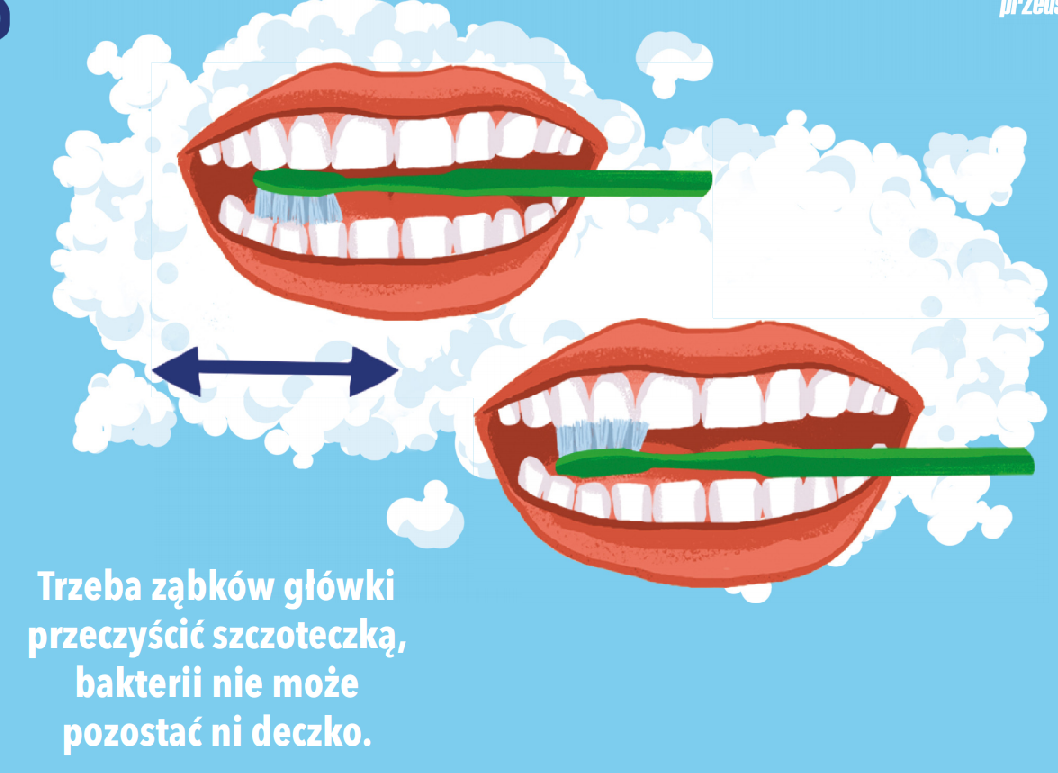 Trzeba ząbków główki
przeczyścić szczoteczką,
bakterii nie może
pozostać ni deczko.